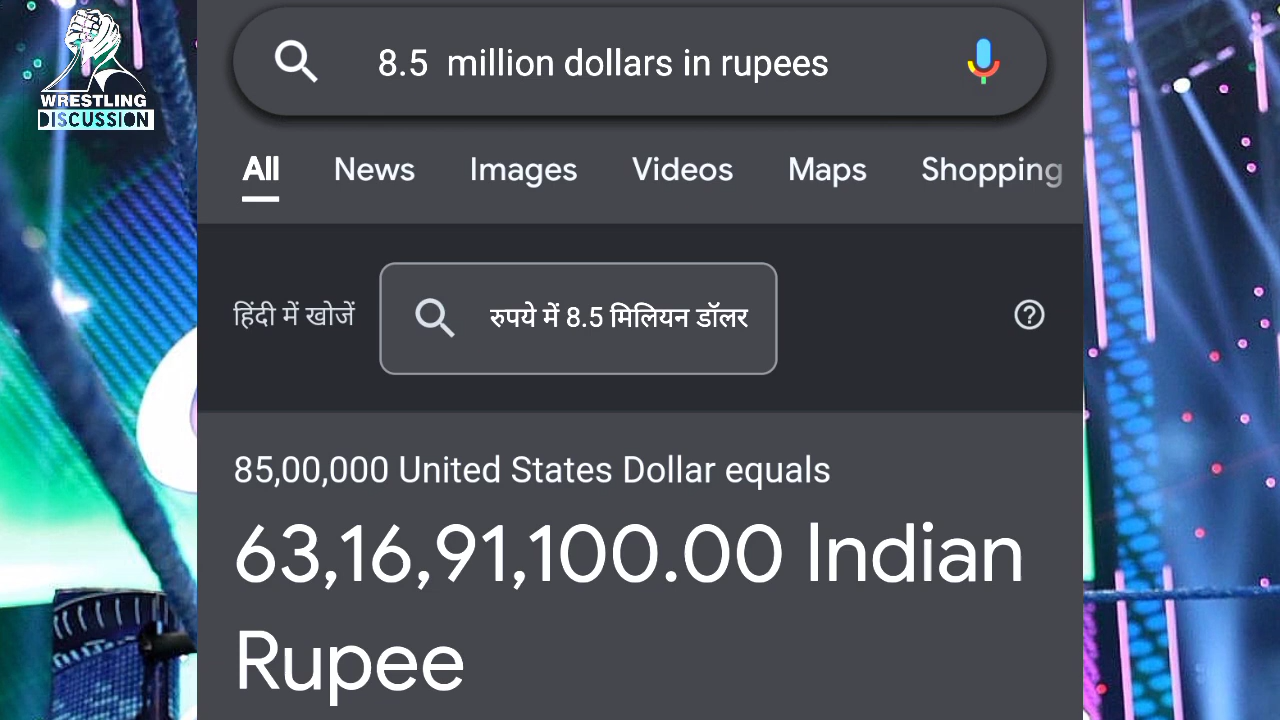 WRESTLING
DISCUSSION
8.5 million dollars in rupees
All News Images Videos Maps Shopping
हिंदी में खोजें रुपये में 8.5 मिलियन डॉलर
85,00,000 United States Dollar equals
63,16,91,100.00 Indian
Rupee